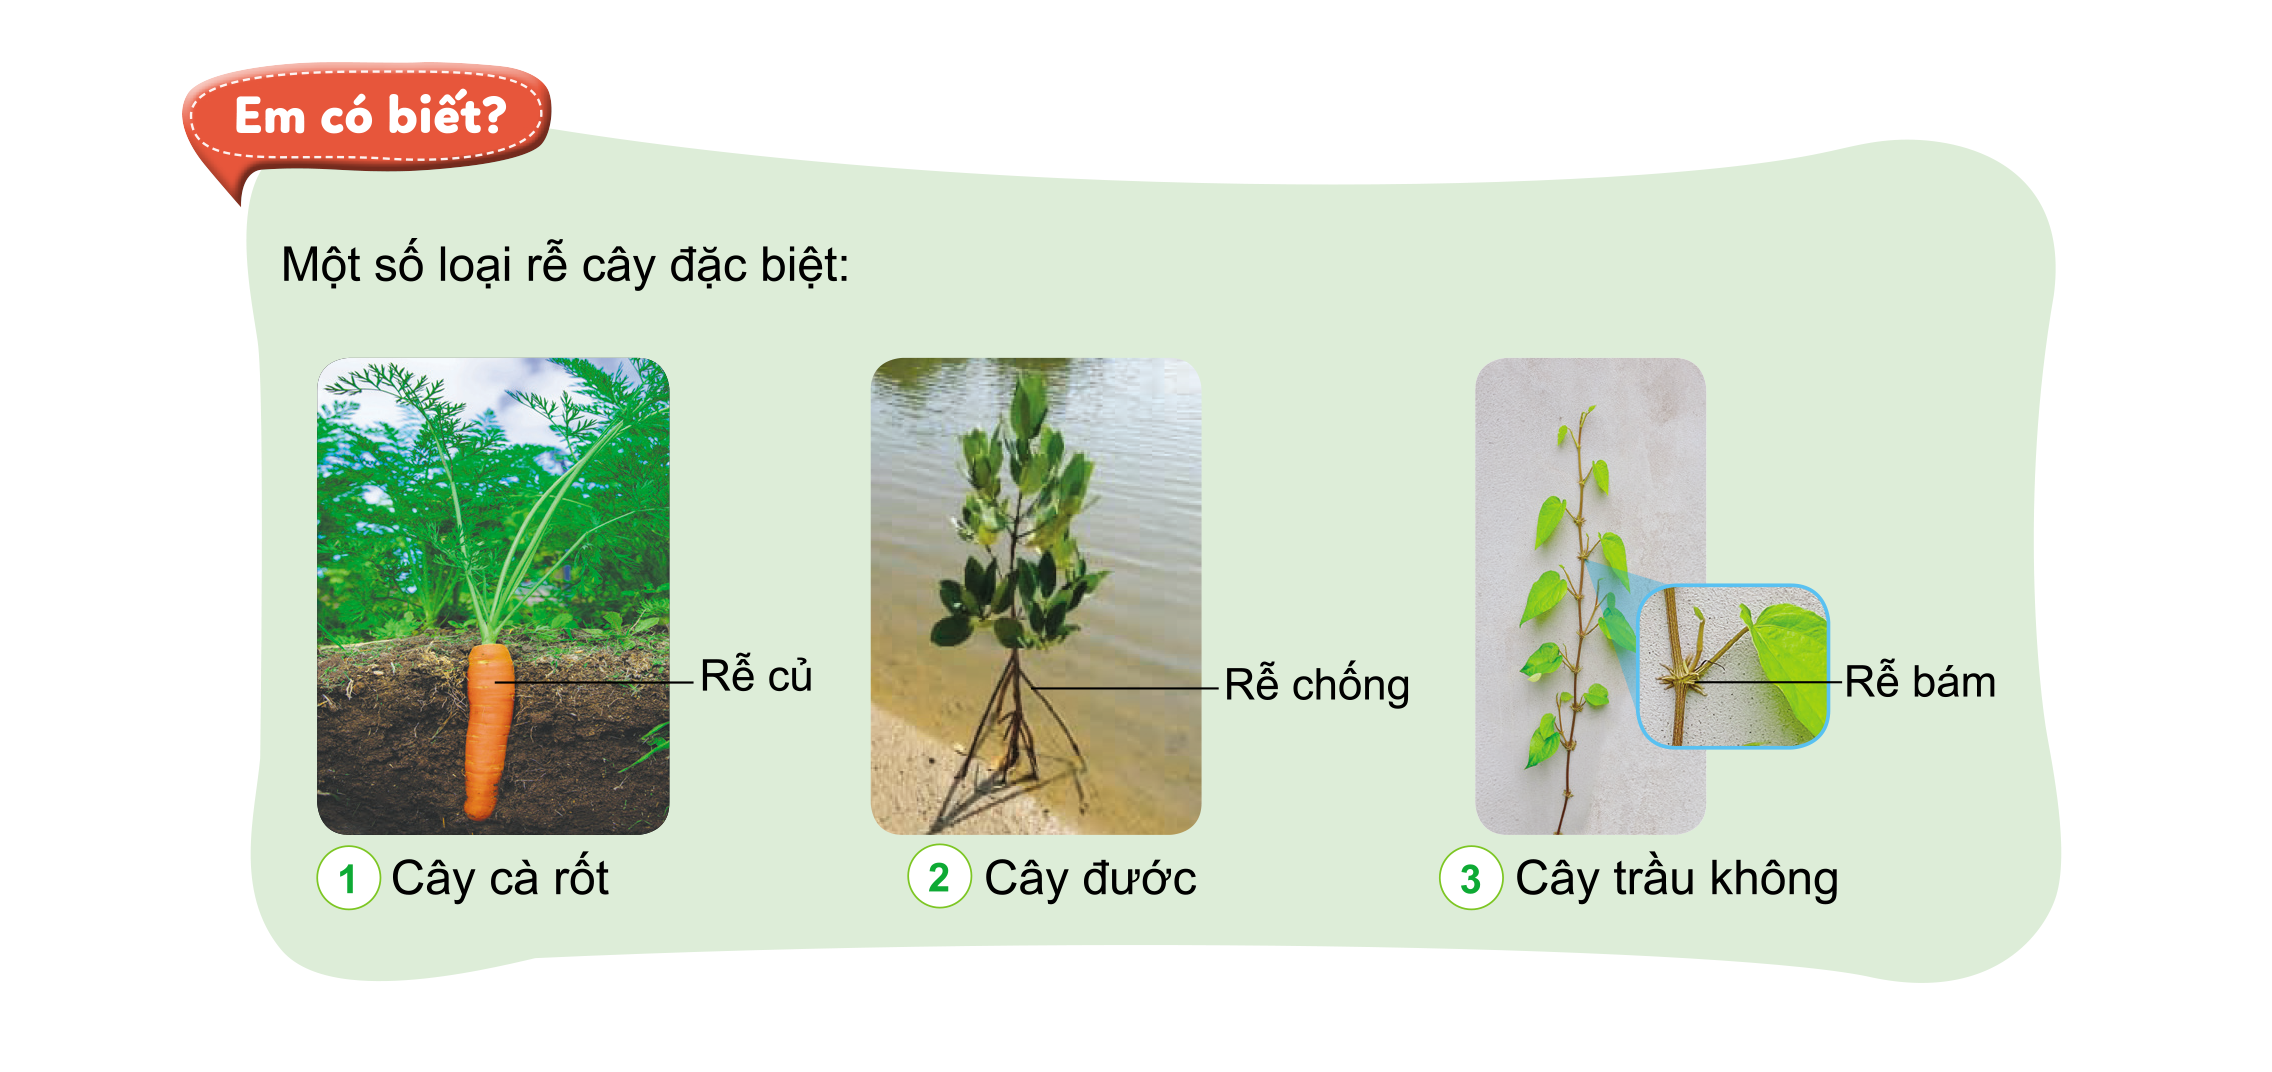 Em có biết?
Một số loại rễ cây đặc biệt:
Rễ củ
Rễ chống
Rễ bám
1 Cây cà rốt
2 Cây đước
3 Cây trầu không